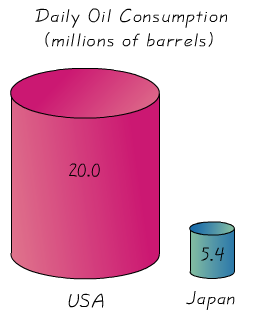 Daily Oil Consumption
(millions of barrels)
20.0
5.4
USA
Japan